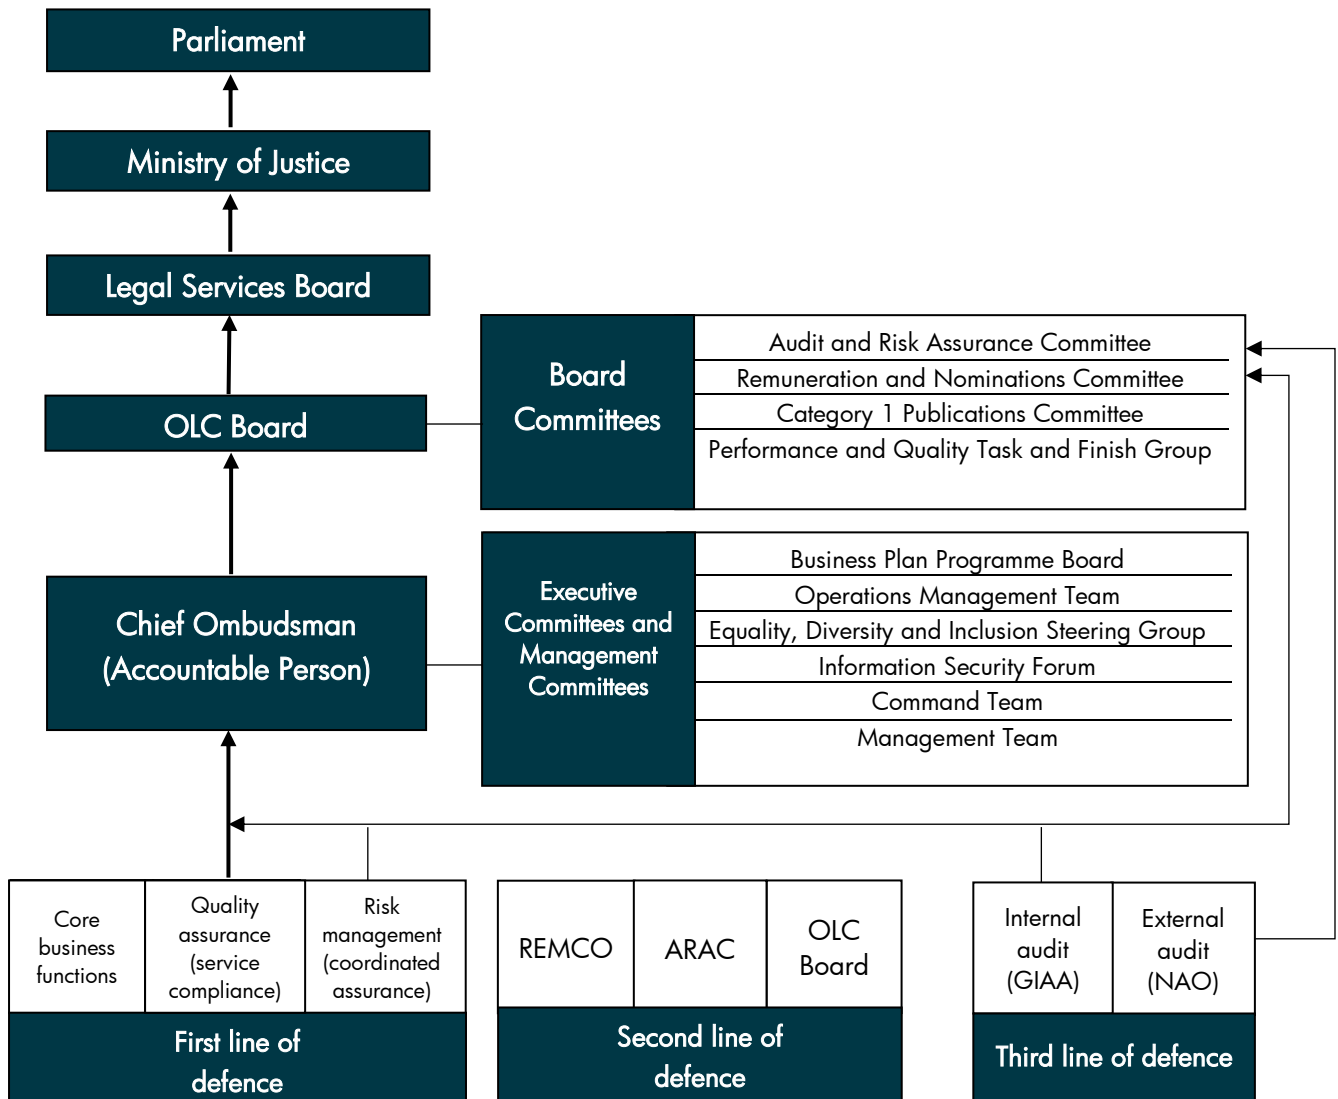 Parliament
Ministry of Justice
Legal Services Board
OLC Board
Board
Committees
Audit and Risk Assurance Committee
Remuneration and Nominations Committee
Category 1 Publications Committee
Performance and Quality Task and Finish Group
Chief Ombudsman
(Accountable Person)
Executive
Committees and
Management
Committees
Business Plan Programme Board
Operations Management Team
Equality, Diversity and Inclusion Steering Group
Information Security Forum
Command Team
Management Team
Core
business
functions
Quality
assurance
(service
compliance)
Risk
management
(coordinated
assurance)
First line of
defence
REMCO
ARAC
OLC
Board
Second line of
defence
Internal
audit
(GIAA)
External
audit
(NAO)
Third line of defence